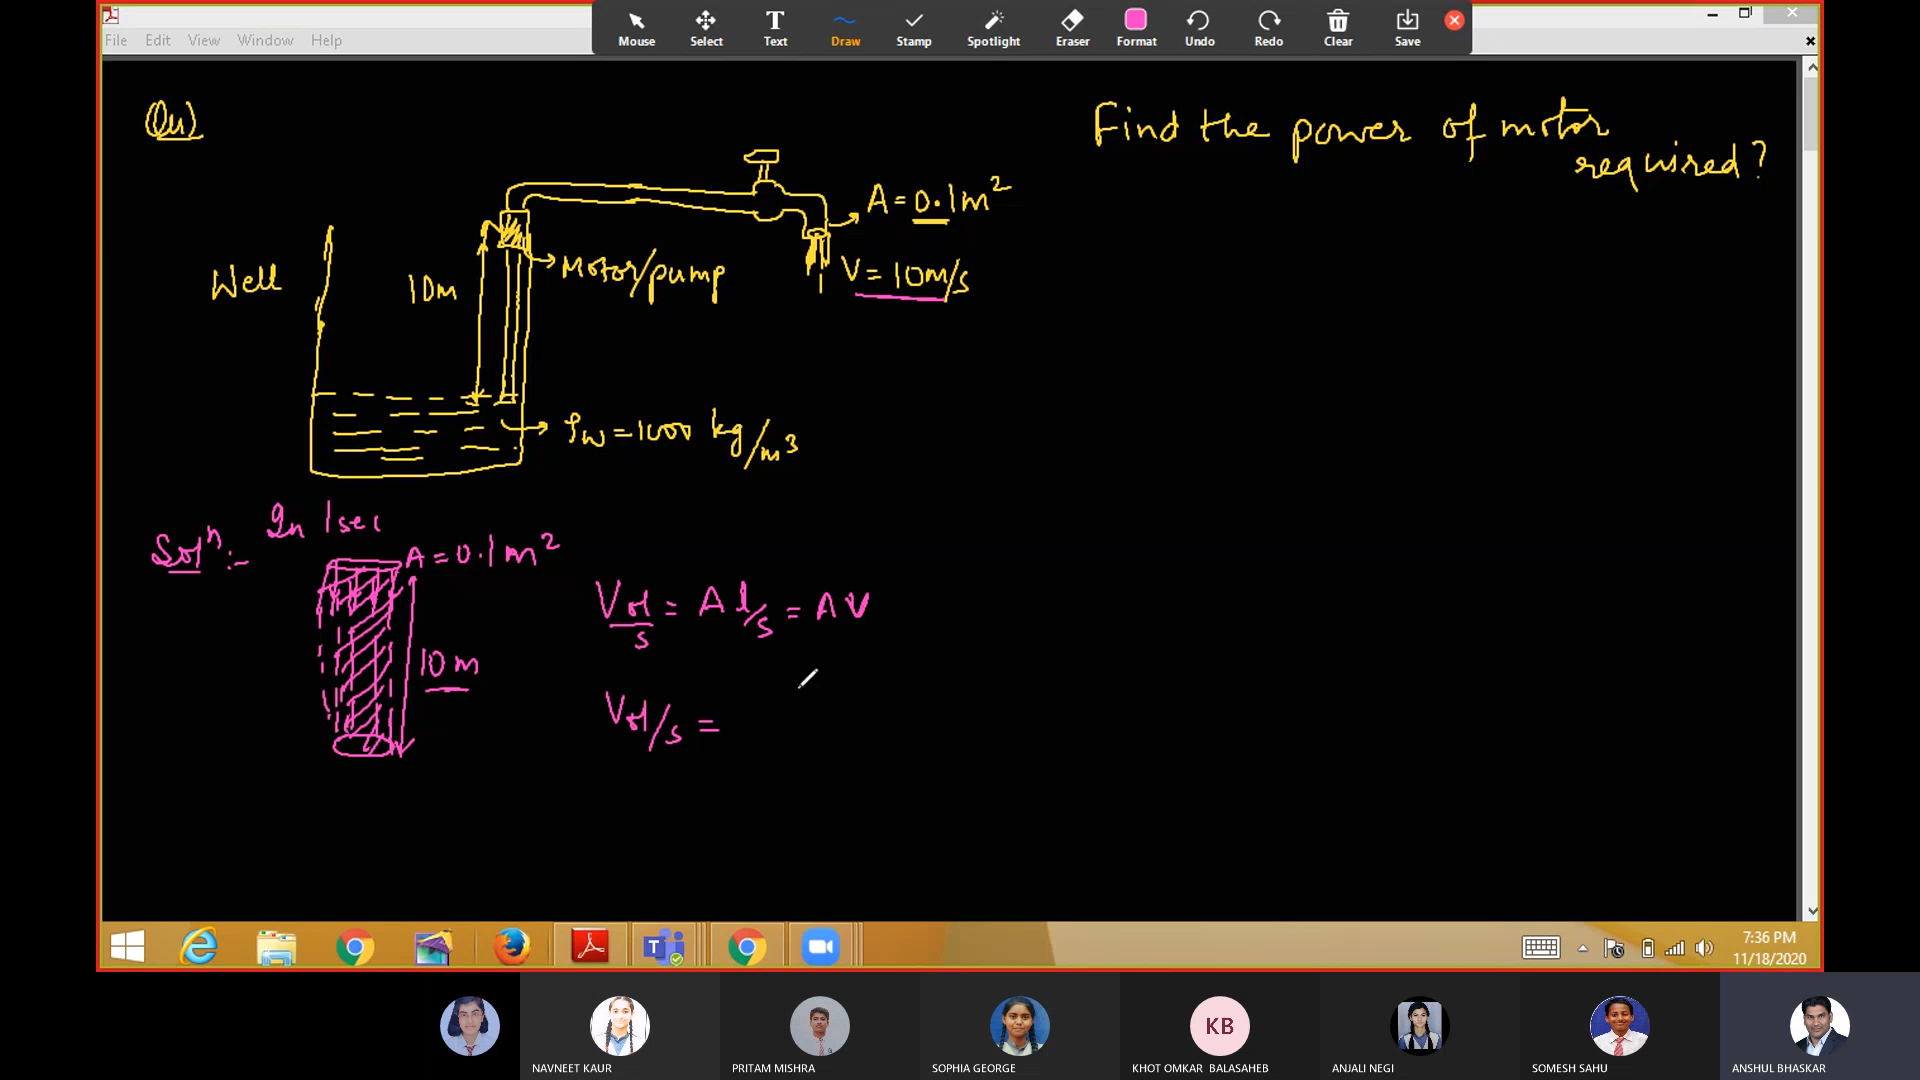 File Edit View Window Help
Mouse Select Text Draw Stamp Spotlight Eraser Format Undo Redo Clear Save
Qu)
Find the power of motor
required?
A = 0.1m²
Well
10m
Motor/pump
V = 10m/s
ρw = 1000 kg/m³
Solⁿ:-
In 1sec
A = 0.1m²
Vol/s = A l/s = AV
10 m
Vol/s =
7:36 PM
11/18/2020
KB
NAVNEET KAUR
PRITAM MISHRA
SOPHIA GEORGE
KHOT OMKAR BALASAHEB
ANJALI NEGI
SOMESH SAHU
ANSHUL BHASKAR